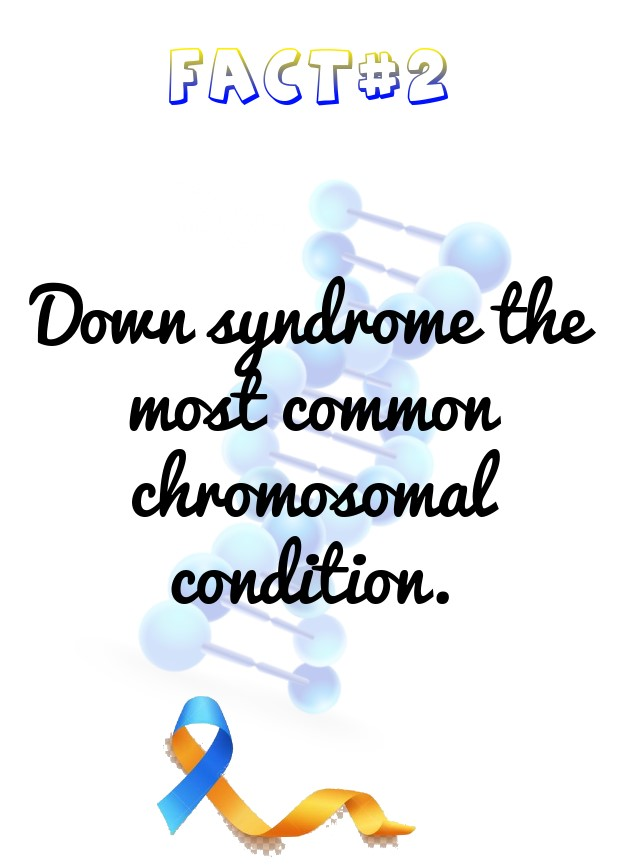 FACT#2
Down syndrome the
most common
chromosomal
condition.